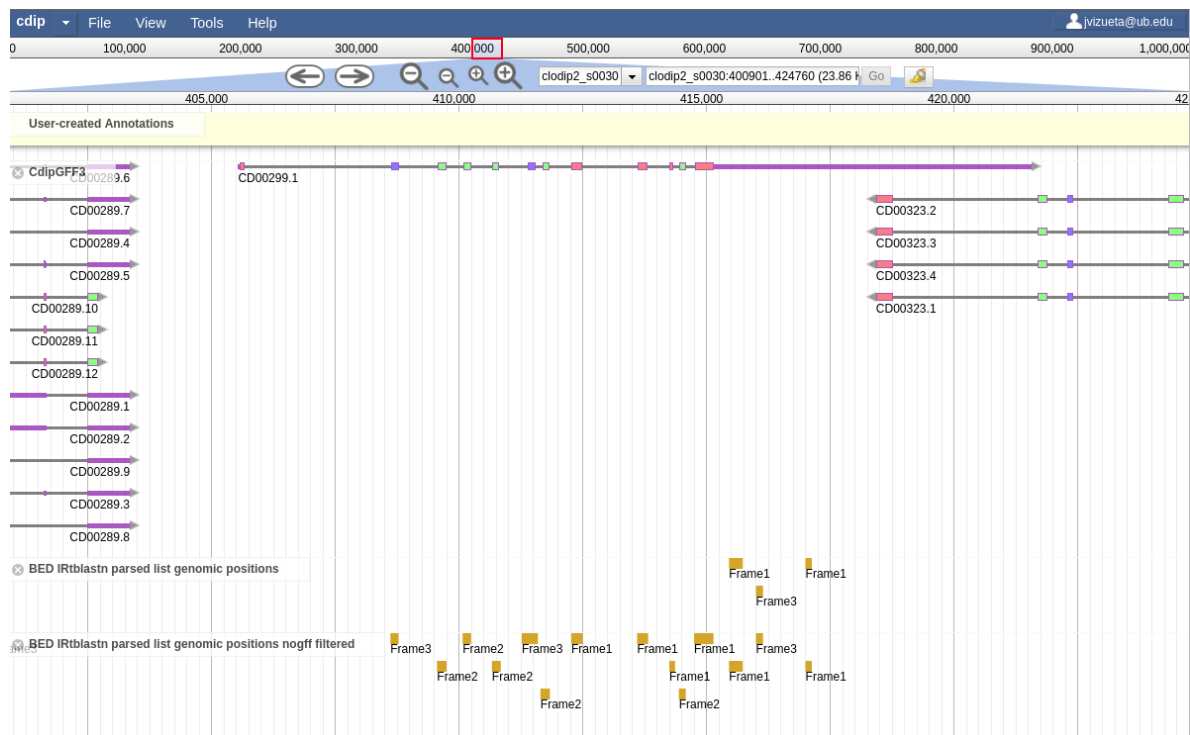 cdip File View Tools Help jvizueta@ub.edu
0 100,000 200,000 300,000 400,000 500,000 600,000 700,000 800,000 900,000 1,000,000
clodip2_s0030 clodip2_s0030:400901..424760 (23.86 Go
405,000 410,000 415,000 420,000 42
User-created Annotations
CdipGFF3
CD00289.6 CD00299.1
CD00289.7 CD00323.2
CD00289.4 CD00323.3
CD00289.5 CD00323.4
CD00289.10 CD00323.1
CD00289.11
CD00289.12
CD00289.1
CD00289.2
CD00289.9
CD00289.3
CD00289.8
BED IRtblastn parsed list genomic positions Frame1 Frame1
Frame3
BED IRtblastn parsed list genomic positions nogff filtered
Frame3 Frame2 Frame3 Frame1 Frame1 Frame1 Frame3
Frame2 Frame2 Frame1 Frame1 Frame1
Frame2 Frame2